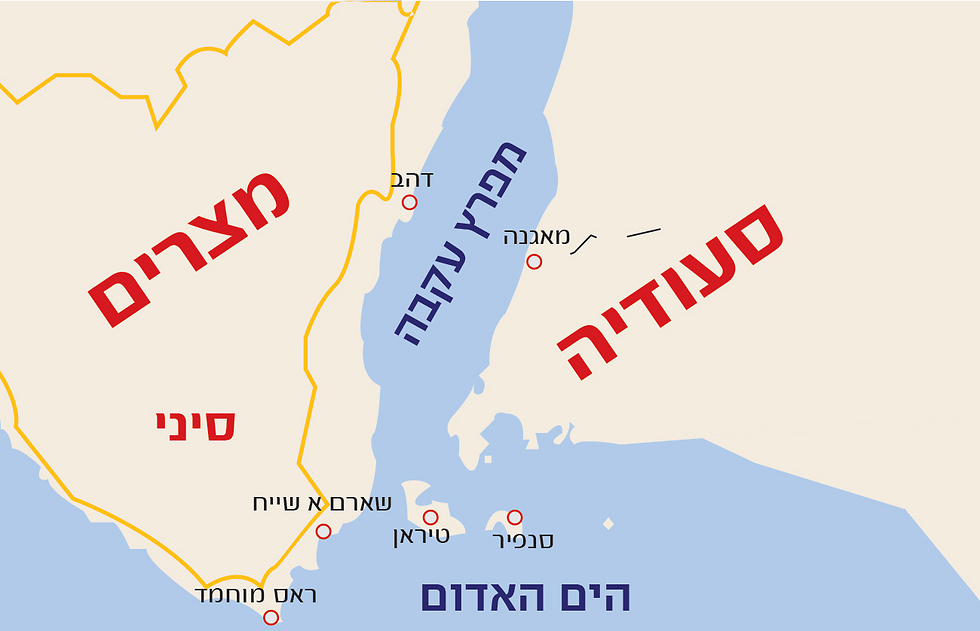 דהב
מפרץ עקבה
מצרים
מאגנה
סעודיה
סיני
שארם א שייח
טיראן
סנפיר
ראס מוחמד
הים האדום